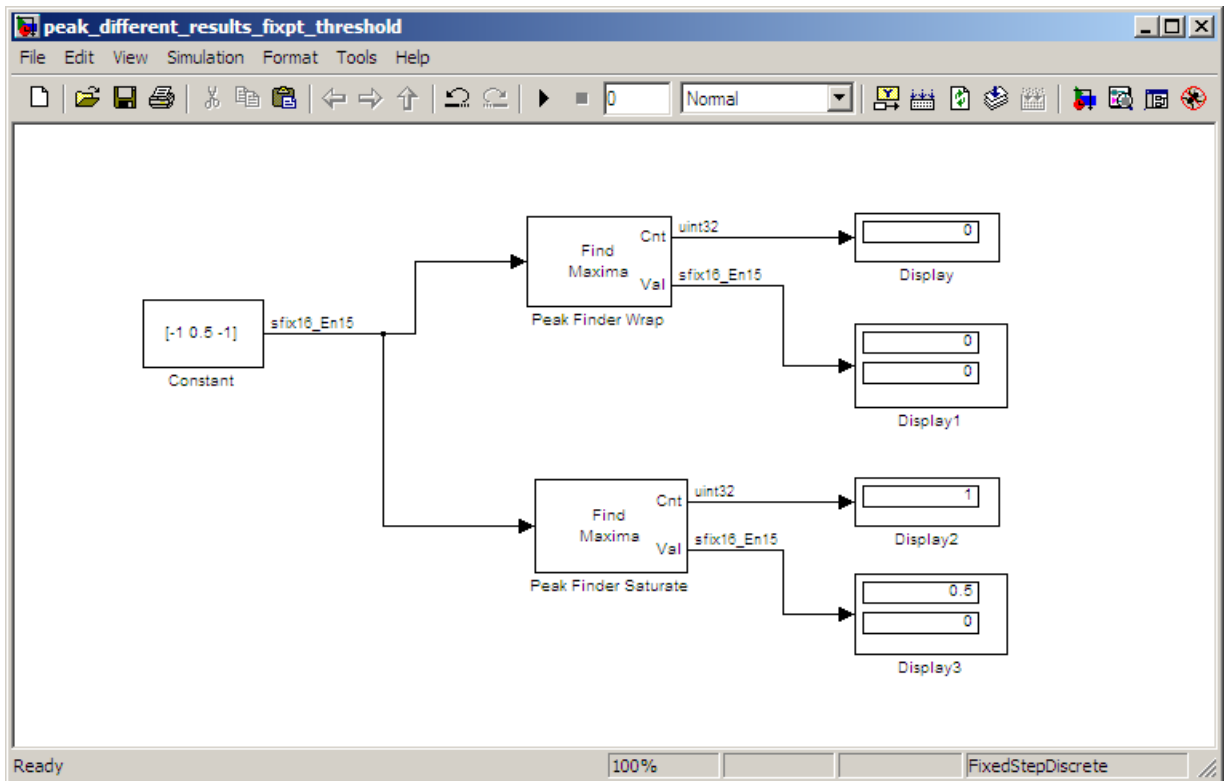 peak_different_results_fixpt_threshold
File Edit View Simulation Format Tools Help
0 Normal
Find Maxima
Cnt
Val
Peak Finder Wrap
uint32
sfix16_En15
0
Display
0
0
Display1
[-1 0.5 -1]
Constant
sfix16_En15
Find Maxima
Cnt
Val
Peak Finder Saturate
uint32
sfix16_En15
1
Display2
0.5
0
Display3
Ready 100% FixedStepDiscrete